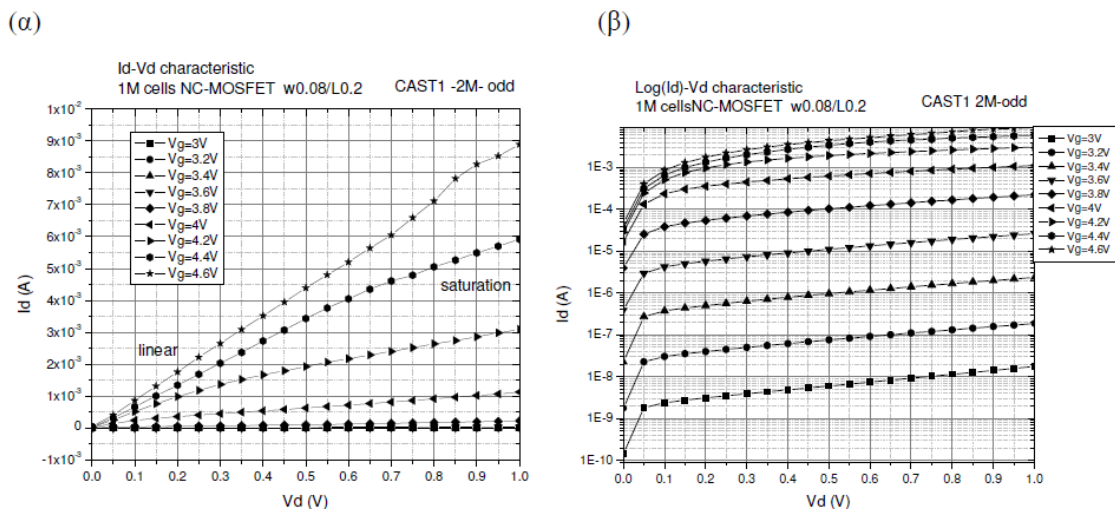 (α)
(β)
Id-Vd characteristic
1M cells NC-MOSFET w0.08/L0.2 CAST1 -2M- odd
1x10⁻²
9x10⁻³
8x10⁻³
7x10⁻³
6x10⁻³
5x10⁻³
4x10⁻³
3x10⁻³
2x10⁻³
1x10⁻³
0
-1x10⁻³
Id (A)
Vg=3V
Vg=3.2V
Vg=3.4V
Vg=3.6V
Vg=3.8V
Vg=4V
Vg=4.2V
Vg=4.4V
Vg=4.6V
saturation
linear
0.0 0.1 0.2 0.3 0.4 0.5 0.6 0.7 0.8 0.9 1.0
Vd (V)
Log(Id)-Vd characteristic
1M cellsNC-MOSFET w0.08/L0.2 CAST1 2M-odd
1E-3
1E-4
1E-5
1E-6
1E-7
1E-8
1E-9
1E-10
Id (A)
Vg=3V
Vg=3.2V
Vg=3.4V
Vg=3.6V
Vg=3.8V
Vg=4V
Vg=4.2V
Vg=4.4V
Vg=4.6V
0.0 0.1 0.2 0.3 0.4 0.5 0.6 0.7 0.8 0.9 1.0
Vd (V)